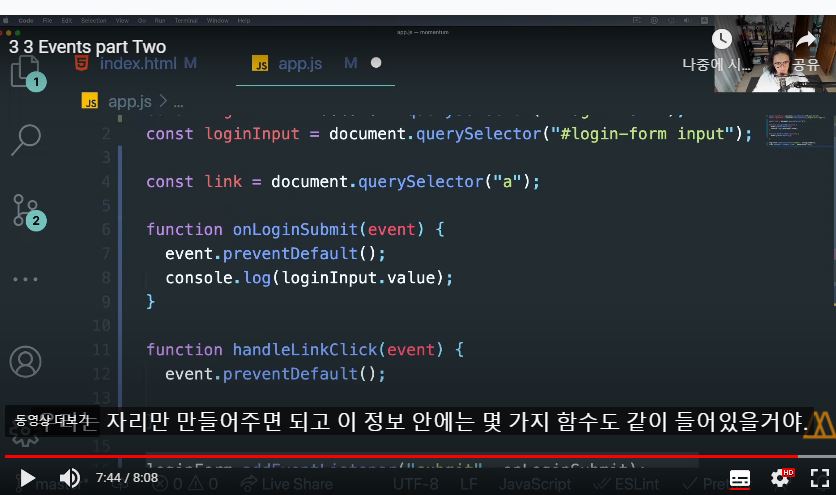 Code File Edit Selection View Go Run Terminal Window Help
app.js — momentum
3 3 Events part Two
index.html M
JS app.js M
나중에 시... 공유
1
JS app.js > ...
2 const loginInput = document.querySelector("#login-form input");
3
4 const link = document.querySelector("a");
5
6 function onLoginSubmit(event) {
7 event.preventDefault();
8 console.log(loginInput.value);
9 }
10
11 function handleLinkClick(event) {
12 event.preventDefault();
13
2
동영상 더보기
자리만 만들어주면 되고 이 정보 안에는 몇 가지 함수도 같이 들어있을거야.
15
loginForm.addEventListener("submit", onLoginSubmit);
7:44 / 8:08
HD
0 0 Live Share UTF-8 LF JavaScript ESLint